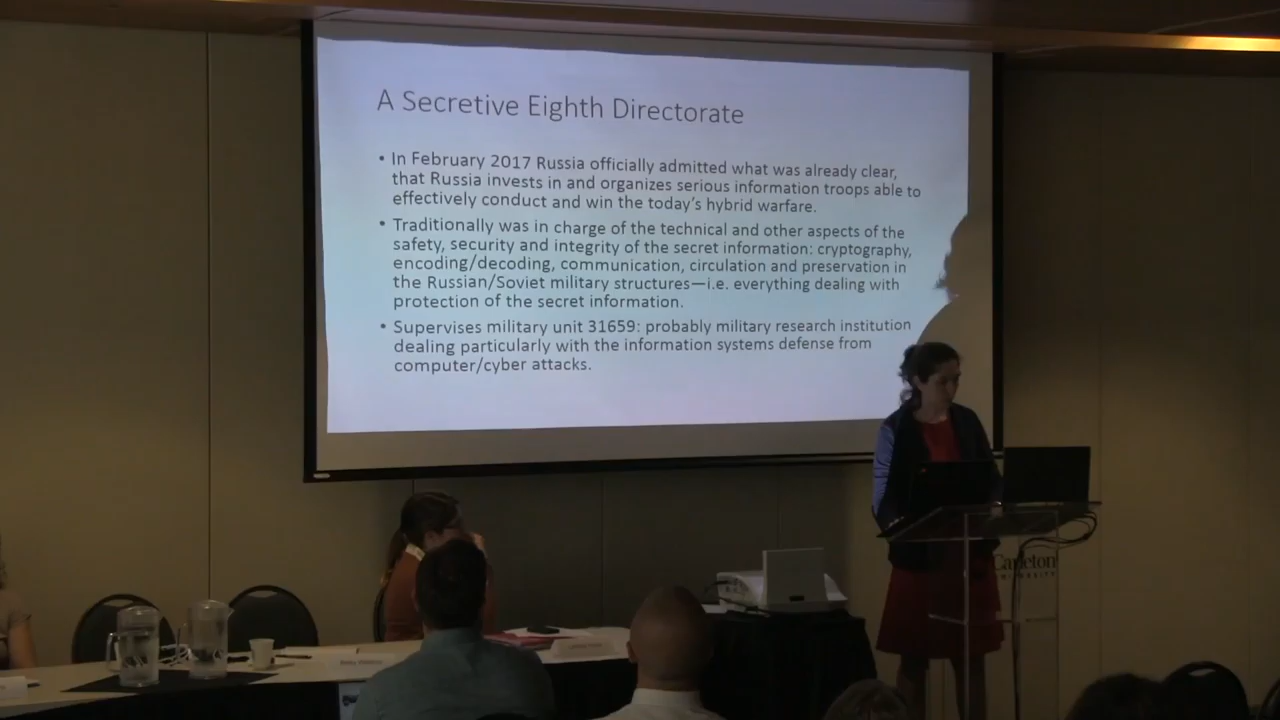 A Secretive Eighth Directorate
• In February 2017 Russia officially admitted what was already clear,
that Russia invests in and organizes serious information troops able to
effectively conduct and win the today's hybrid warfare.
• Traditionally was in charge of the technical and other aspects of the
safety, security and integrity of the secret information: cryptography,
encoding/decoding, communication, circulation and preservation in
the Russian/Soviet military structures—i.e. everything dealing with
protection of the secret information.
• Supervises military unit 31659: probably military research institution
dealing particularly with the information systems defense from
computer/cyber attacks.
Carleton
UNIVERSITY